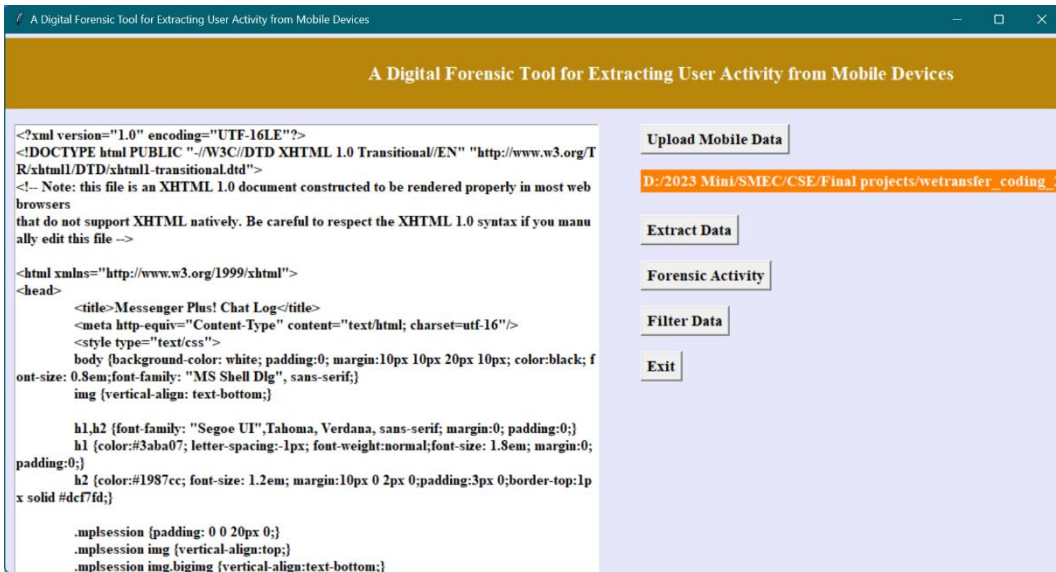 A Digital Forensic Tool for Extracting User Activity from Mobile Devices
A Digital Forensic Tool for Extracting User Activity from Mobile Devices
<?xml version="1.0" encoding="UTF-16LE"?>
<!DOCTYPE html PUBLIC "-//W3C//DTD XHTML 1.0 Transitional//EN" "http://www.w3.org/T
R/xhtml1/DTD/xhtml1-transitional.dtd">
<!-- Note: this file is an XHTML 1.0 document constructed to be rendered properly in most web
browsers
that do not support XHTML natively. Be careful to respect the XHTML 1.0 syntax if you manu
ally edit this file -->
<html xmlns="http://www.w3.org/1999/xhtml">
<head>
<title>Messenger Plus! Chat Log</title>
<meta http-equiv="Content-Type" content="text/html; charset=utf-16"/>
<style type="text/css">
body {background-color: white; padding:0; margin:10px 10px 20px 10px; color:black; f
ont-size: 0.8em;font-family: "MS Shell Dlg", sans-serif;}
img {vertical-align: text-bottom;}
h1,h2 {font-family: "Segoe UI",Tahoma, Verdana, sans-serif; margin:0; padding:0;}
h1 {color:#3aba07; letter-spacing:-1px; font-weight:normal;font-size: 1.8em; margin:0;
padding:0;}
h2 {color:#1987cc; font-size: 1.2em; margin:10px 0 2px 0;padding:3px 0;border-top:1p
x solid #dcf7fd;}
.mplsession {padding: 0 0 20px 0;}
.mplsession img {vertical-align:top;}
.mplsession img.bigimg {vertical-align:text-bottom;}
Upload Mobile Data
D:/2023 Mini/SMEC/CSE/Final projects/wetransfer_coding_
Extract Data
Forensic Activity
Filter Data
Exit